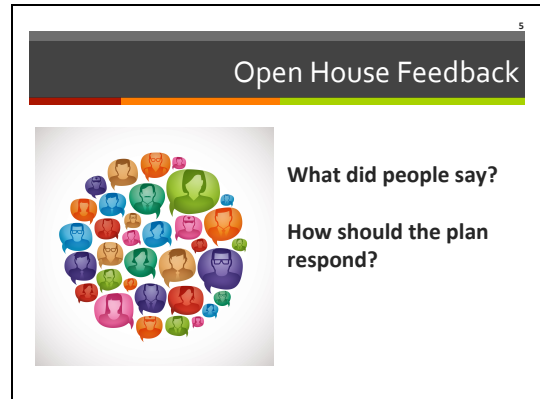 5
Open House Feedback
What did people say?
How should the plan
respond?